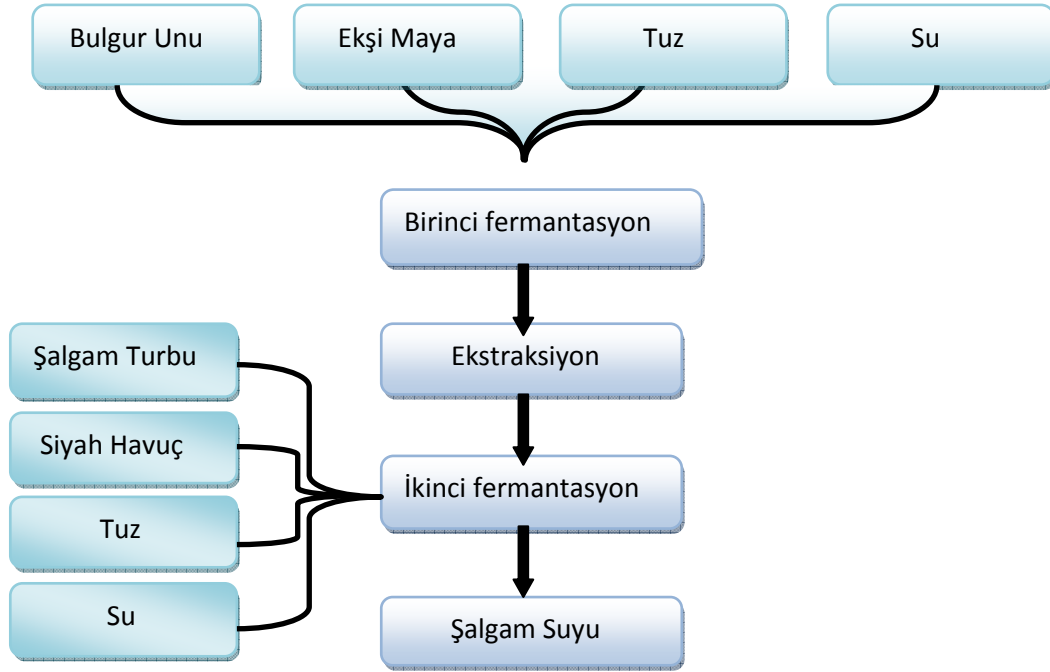 Bulgur Unu
Ekşi Maya
Tuz
Su
Birinci fermantasyon
Ekstraksiyon
Şalgam Turbu
Siyah Havuç
Tuz
Su
İkinci fermantasyon
Şalgam Suyu